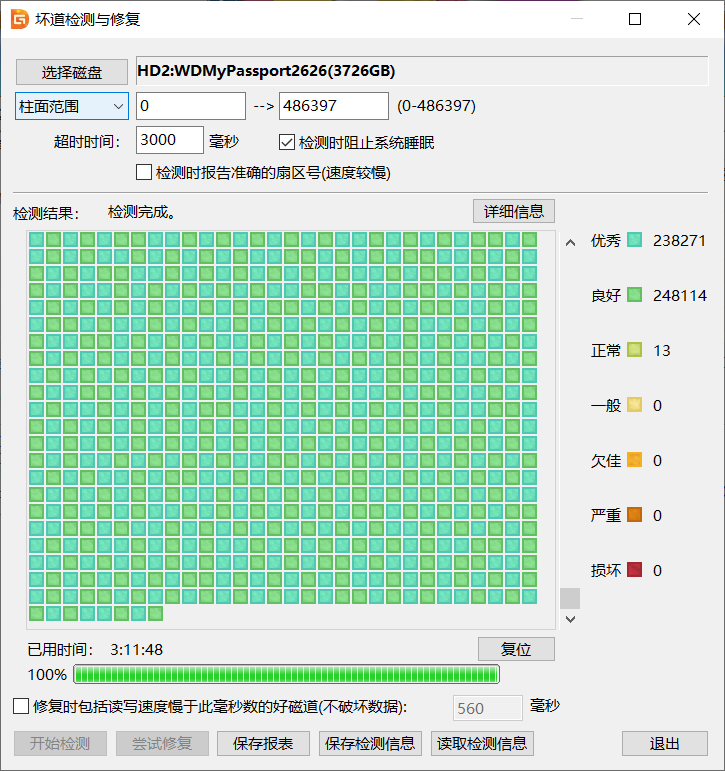 坏道检测与修复
选择磁盘 HD2:WDMyPassport2626(3726GB)
柱面范围 0 --> 486397 (0-486397)
超时时间: 3000 毫秒 检测时阻止系统睡眠
检测时报告准确的扇区号(速度较慢)
检测结果: 检测完成。 详细信息
优秀 238271
良好 248114
正常 13
一般 0
欠佳 0
严重 0
损坏 0
已用时间: 3:11:48 复位
100%
修复时包括读写速度慢于此毫秒数的好磁道(不破坏数据): 560 毫秒
开始检测 尝试修复 保存报表 保存检测信息 读取检测信息 退出